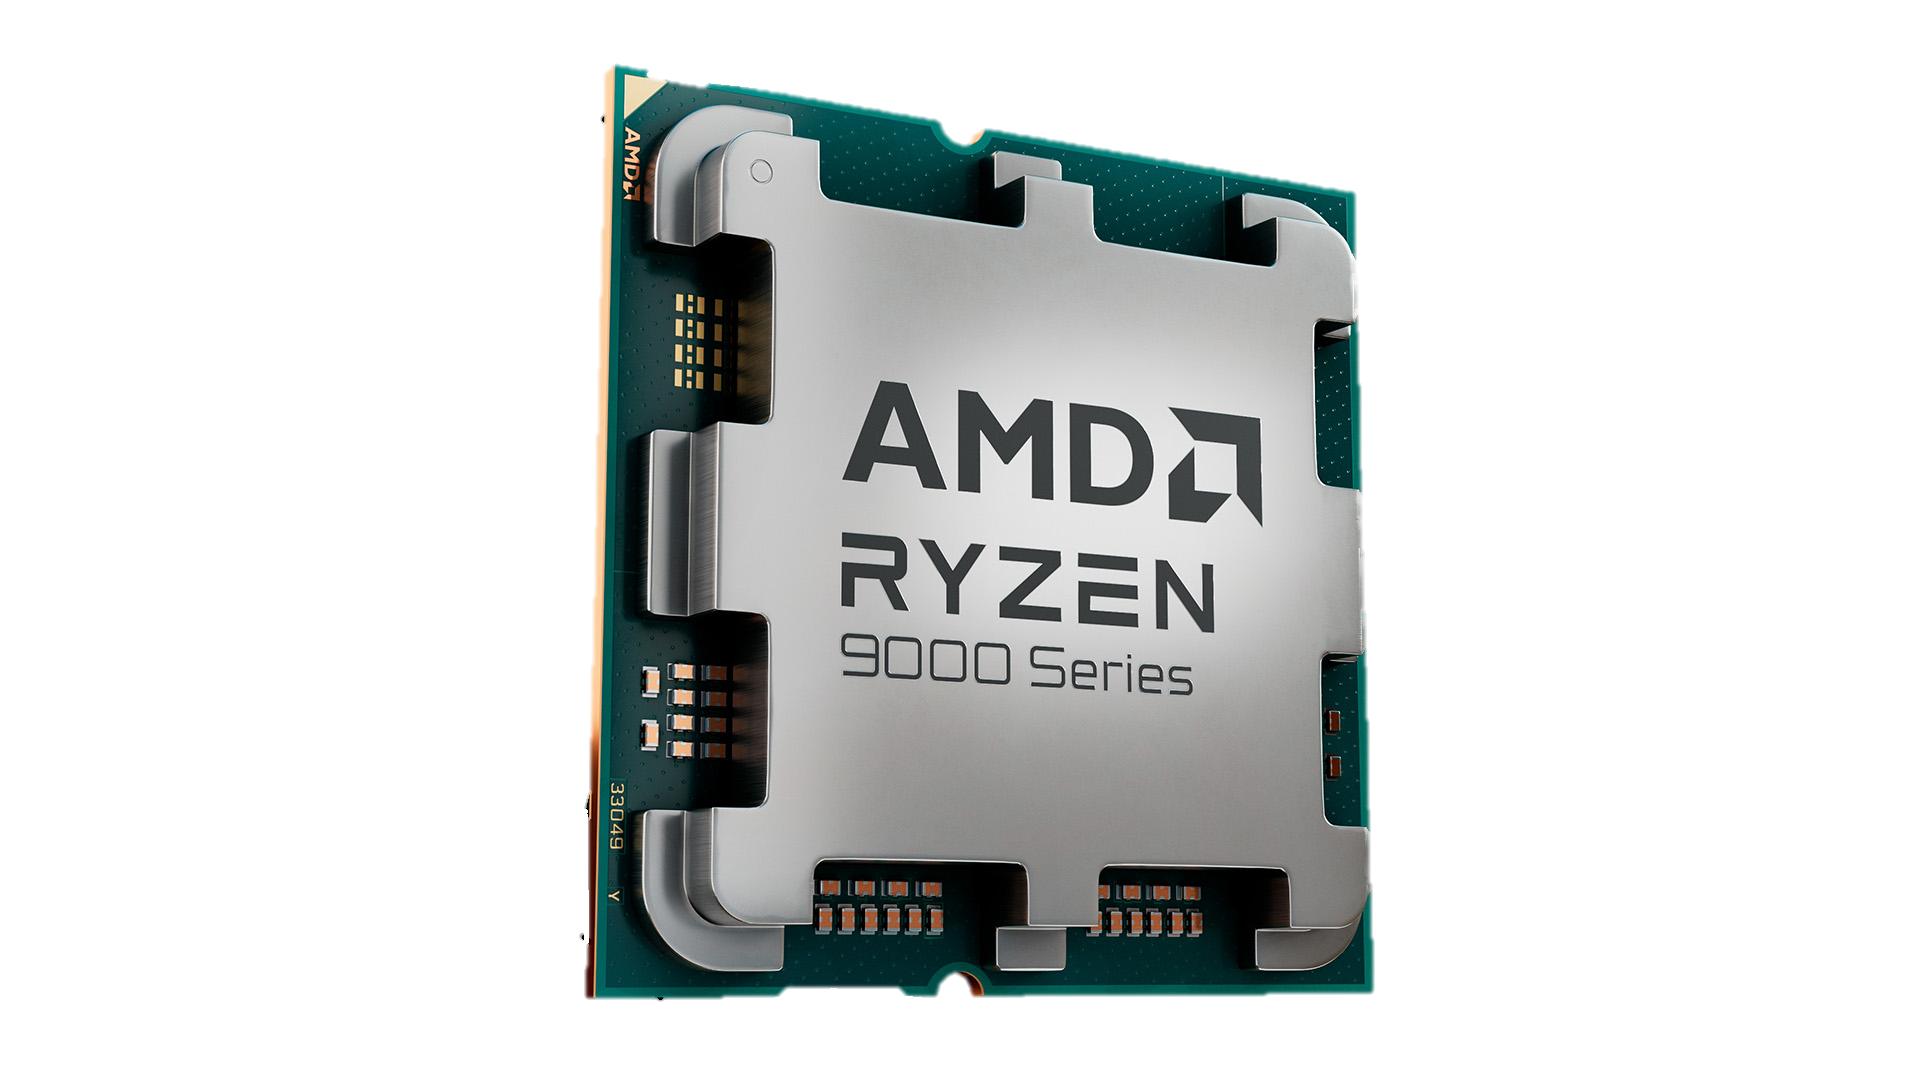 AMD
AMD
RYZEN
9000 Series
33049 Y